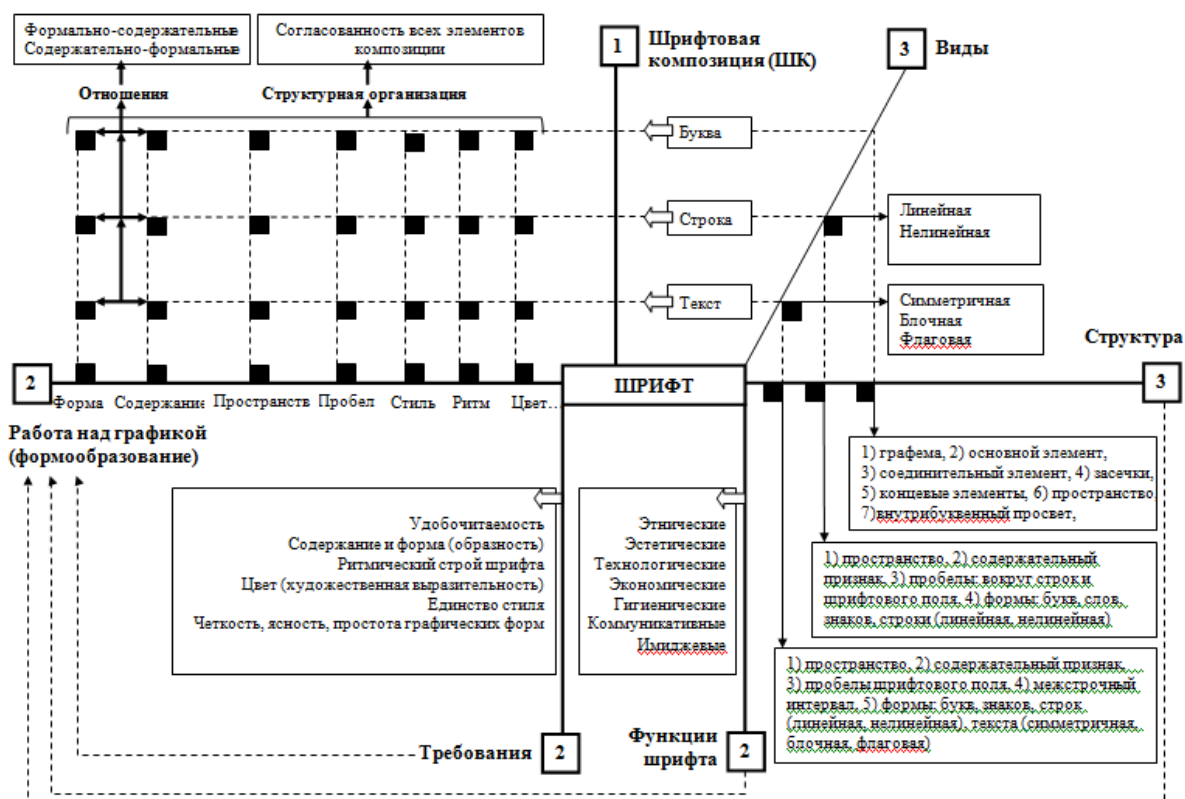 Формально-содержательные
Содержательно-формальные
Согласованность всех элементов
композиции
1
Шрифтовая
композиция (ШК)
3
Виды
Отношения
Структурная организация
Буква
Строка
Линейная
Нелинейная
Текст
Симметричная
Блочная
Флаговая
Структура
2
ШРИФТ
3
Форма
Содержание
Пространств
Пробел
Стиль
Ритм
Цвет...
Работа над графикой
(формообразование)
1) графема, 2) основной элемент,
3) соединительный элемент, 4) засечки,
5) концевые элементы, 6) пространство,
7)внутрибуквенный просвет,
Удобочитаемость
Содержание и форма (образность)
Ритмический строй шрифта
Цвет (художественная выразительность)
Единство стиля
Четкость, ясность, простота графических форм
Этнические
Эстетические
Технологические
Экономические
Гигиенические
Коммуникативные
Имиджевые
1) пространство, 2) содержательный
признак, 3) пробелы: вокруг строк и
шрифтового поля, 4) формы: букв, слов,
знаков, строки (линейная, нелинейная)
1) пространство, 2) содержательный признак,
3) пробелы шрифтового поля, 4) межстрочный
интервал, 5) формы: букв, знаков, строк
(линейная, нелинейная), текста (симметричная,
блочная, флаговая)
Требования
2
Функции
шрифта
2